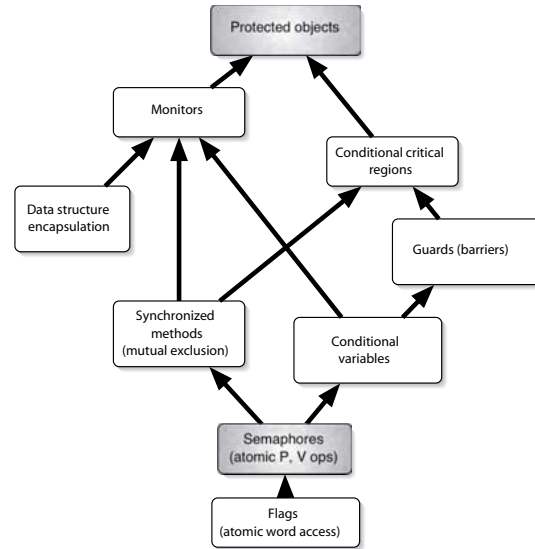 Protected objects
Monitors
Conditional critical
regions
Data structure
encapsulation
Guards (barriers)
Synchronized
methods
(mutual exclusion)
Conditional
variables
Semaphores
(atomic P, V ops)
Flags
(atomic word access)